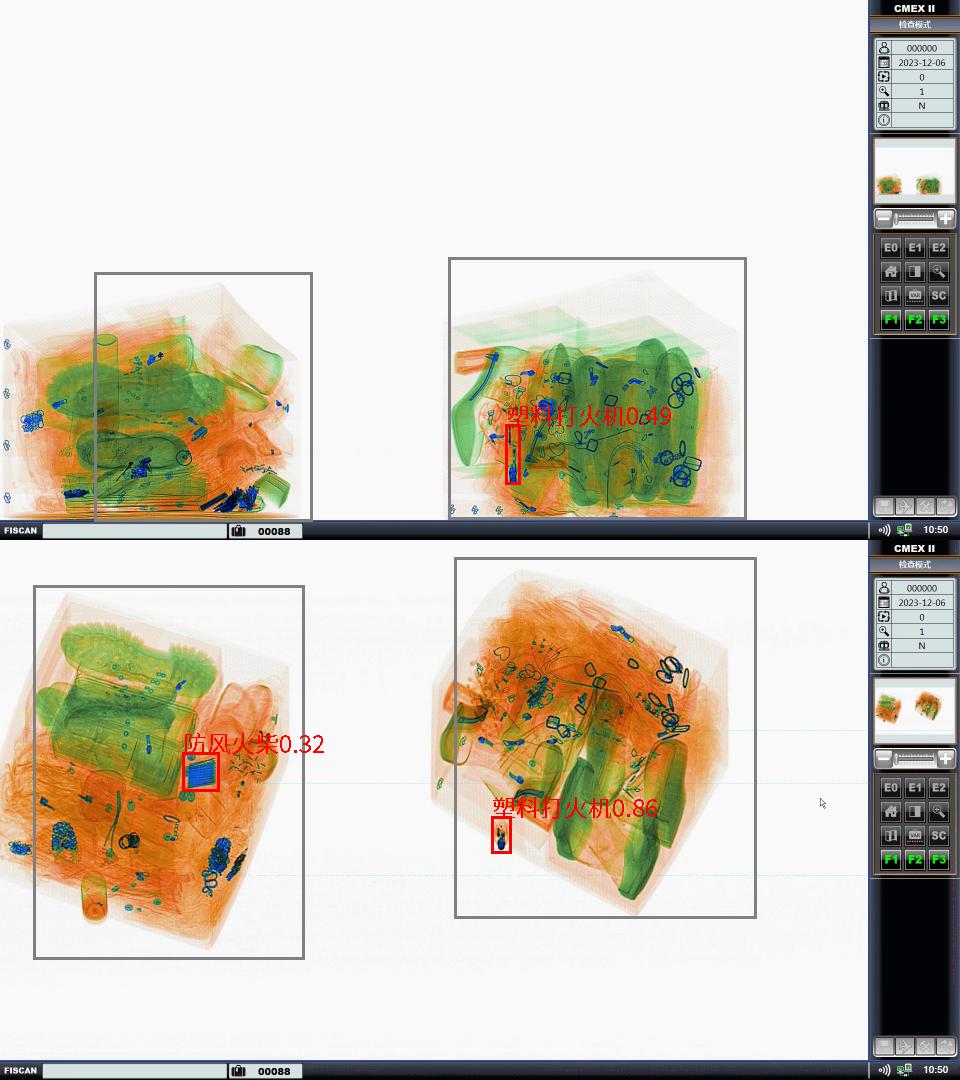 CMEX II
检查模式
000000
2023-12-06
0
1
N
E0 E1 E2
SC
F1 F2 F3
塑料打火机0.49
FISCAN
00088
10:50
CMEX II
检查模式
000000
2023-12-06
0
1
N
防风火柴0.32
塑料打火机0.86
E0 E1 E2
SC
F1 F2 F3
FISCAN
00088
10:50